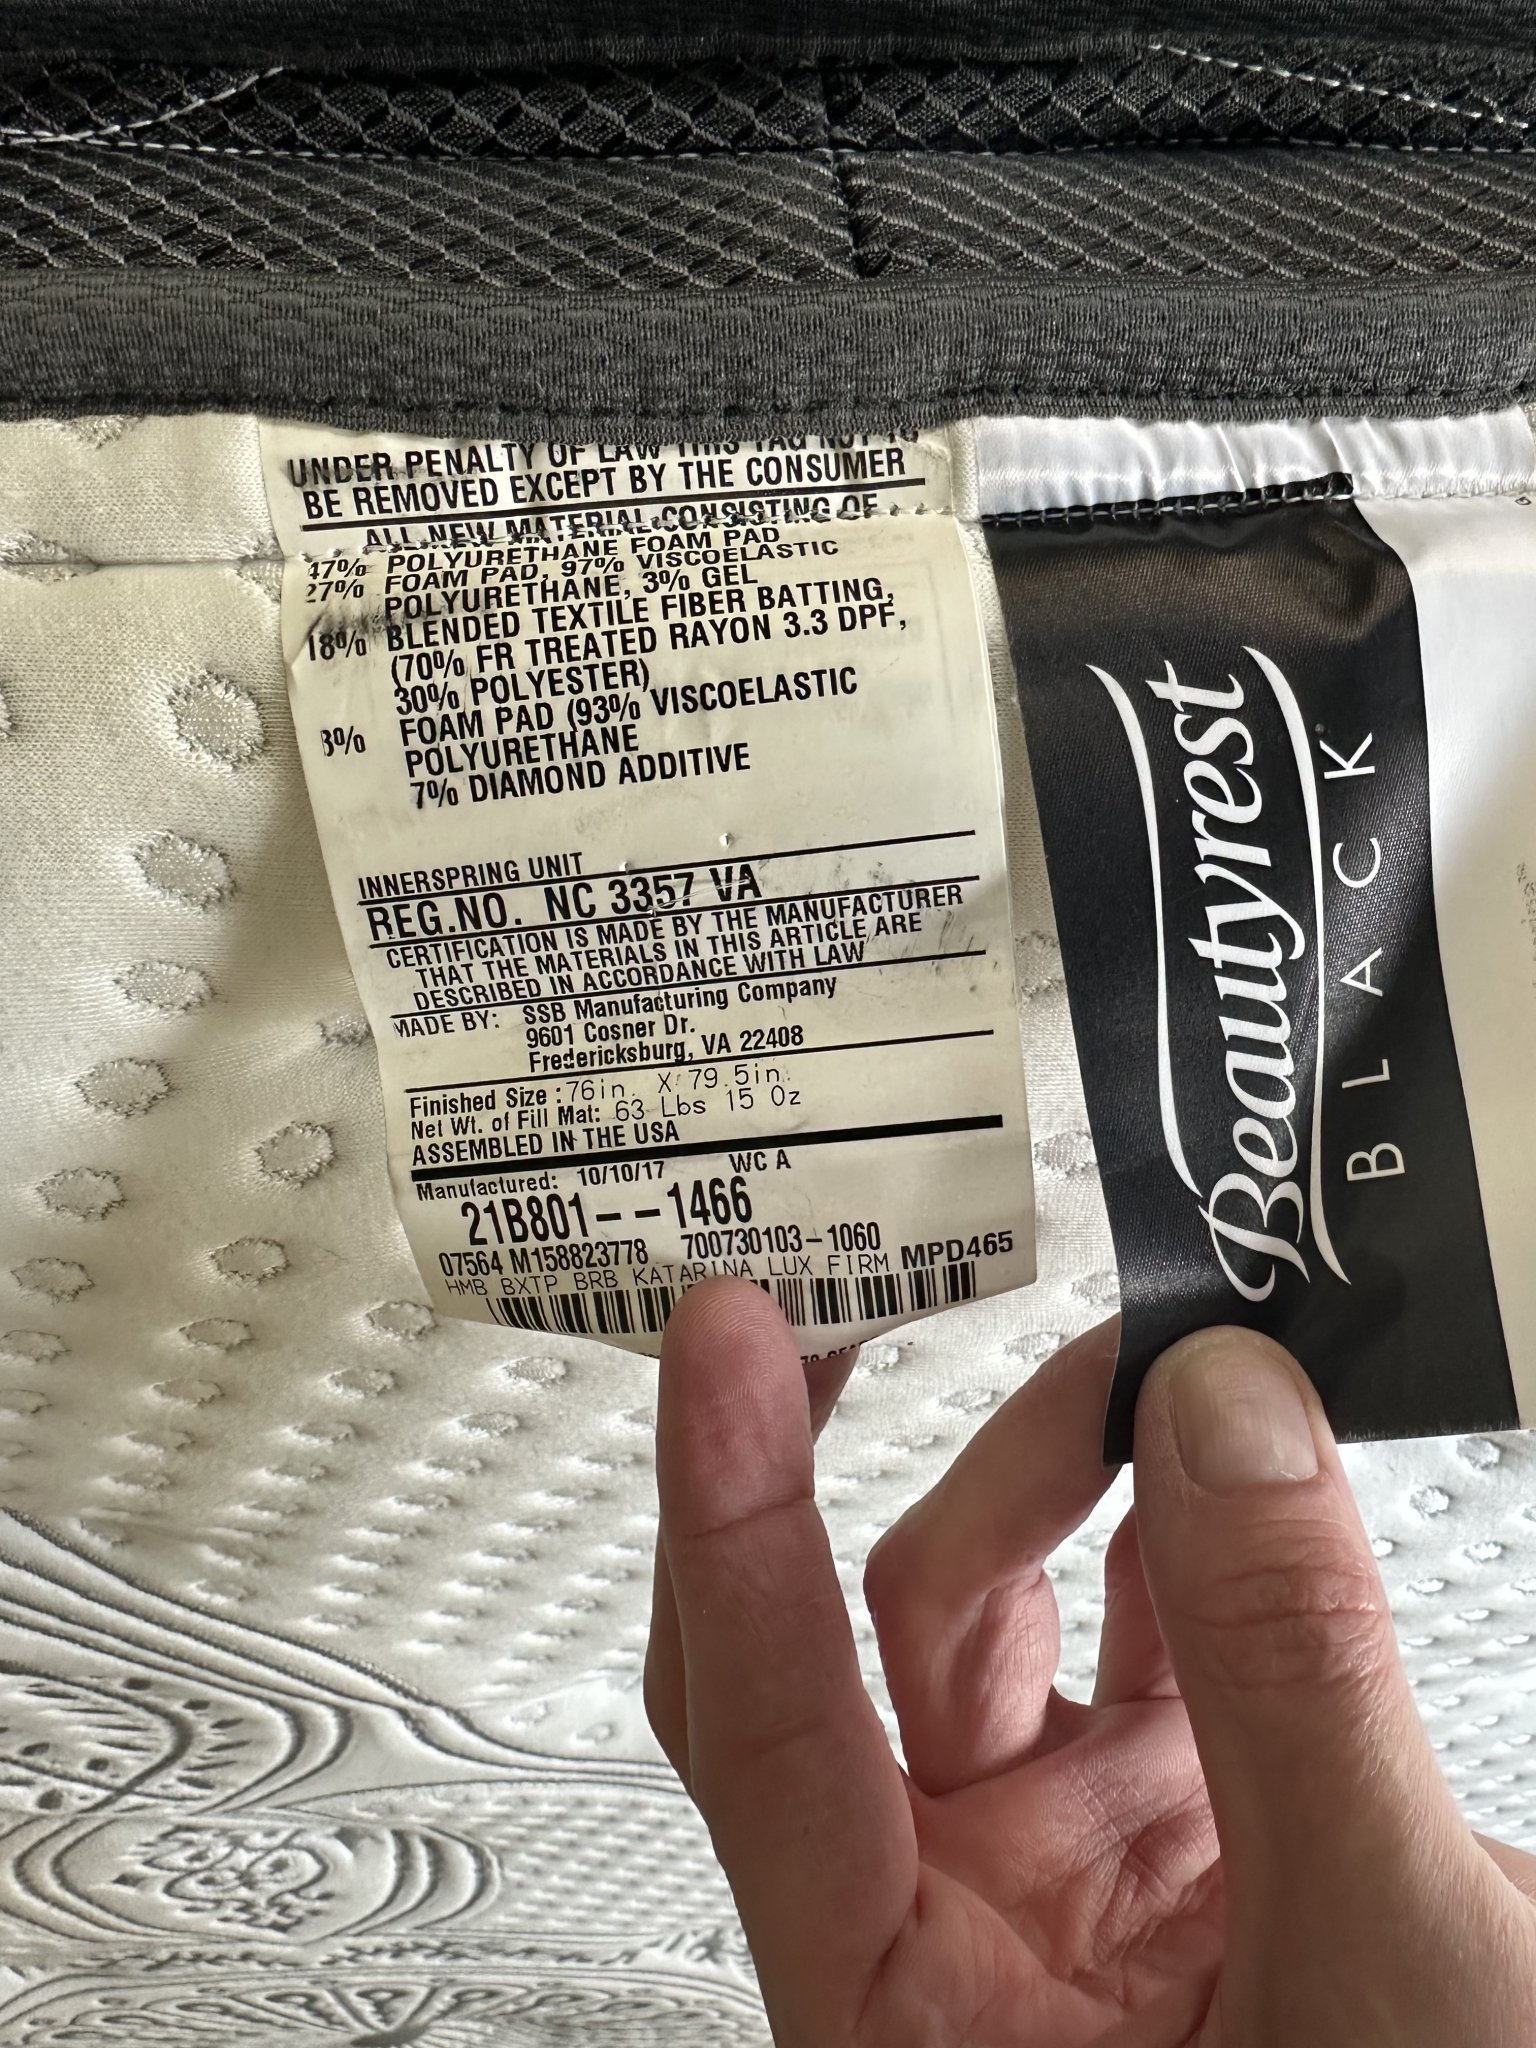 UNDER PENALTY OF LAW THIS TAG NOT TO
BE REMOVED EXCEPT BY THE CONSUMER
ALL NEW MATERIAL CONSISTING OF
47% POLYURETHANE FOAM PAD
27% FOAM PAD, 97% VISCOELASTIC
POLYURETHANE, 3% GEL
18% BLENDED TEXTILE FIBER BATTING,
(70% FR TREATED RAYON 3.3 DPF,
30% POLYESTER)
8% FOAM PAD (93% VISCOELASTIC
POLYURETHANE
7% DIAMOND ADDITIVE
INNERSPRING UNIT
REG.NO. NC 3357 VA
CERTIFICATION IS MADE BY THE MANUFACTURER
THAT THE MATERIALS IN THIS ARTICLE ARE
DESCRIBED IN ACCORDANCE WITH LAW
MADE BY: SSB Manufacturing Company
9601 Cosner Dr.
Fredericksburg, VA 22408
Finished Size : 76in. X 79.5in.
Net Wt. of Fill Mat: 63 Lbs 15 Oz
ASSEMBLED IN THE USA
Manufactured: 10/10/17 WC A
21B801--1466
07564 M158823778 700730103-1060 MPD465
HMB BXTP BRB KATARINA LUX FIRM
Beautyrest
BLACK